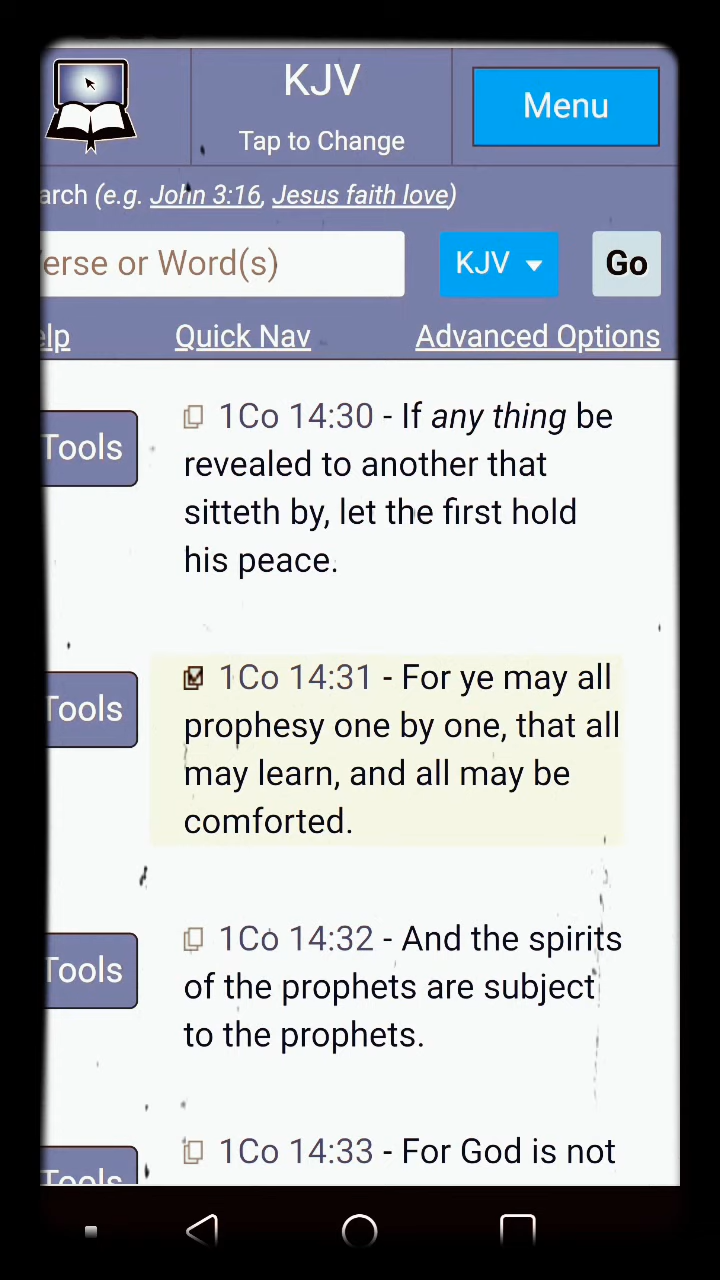 KJV
Tap to Change
Menu
arch (e.g. John 3:16, Jesus faith love)
erse or Word(s)
KJV
Go
elp
Quick Nav
Advanced Options
Tools
1Co 14:30 - If any thing be
revealed to another that
sitteth by, let the first hold
his peace.
Tools
1Co 14:31 - For ye may all
prophesy one by one, that all
may learn, and all may be
comforted.
Tools
1Co 14:32 - And the spirits
of the prophets are subject
to the prophets.
Tools
1Co 14:33 - For God is not